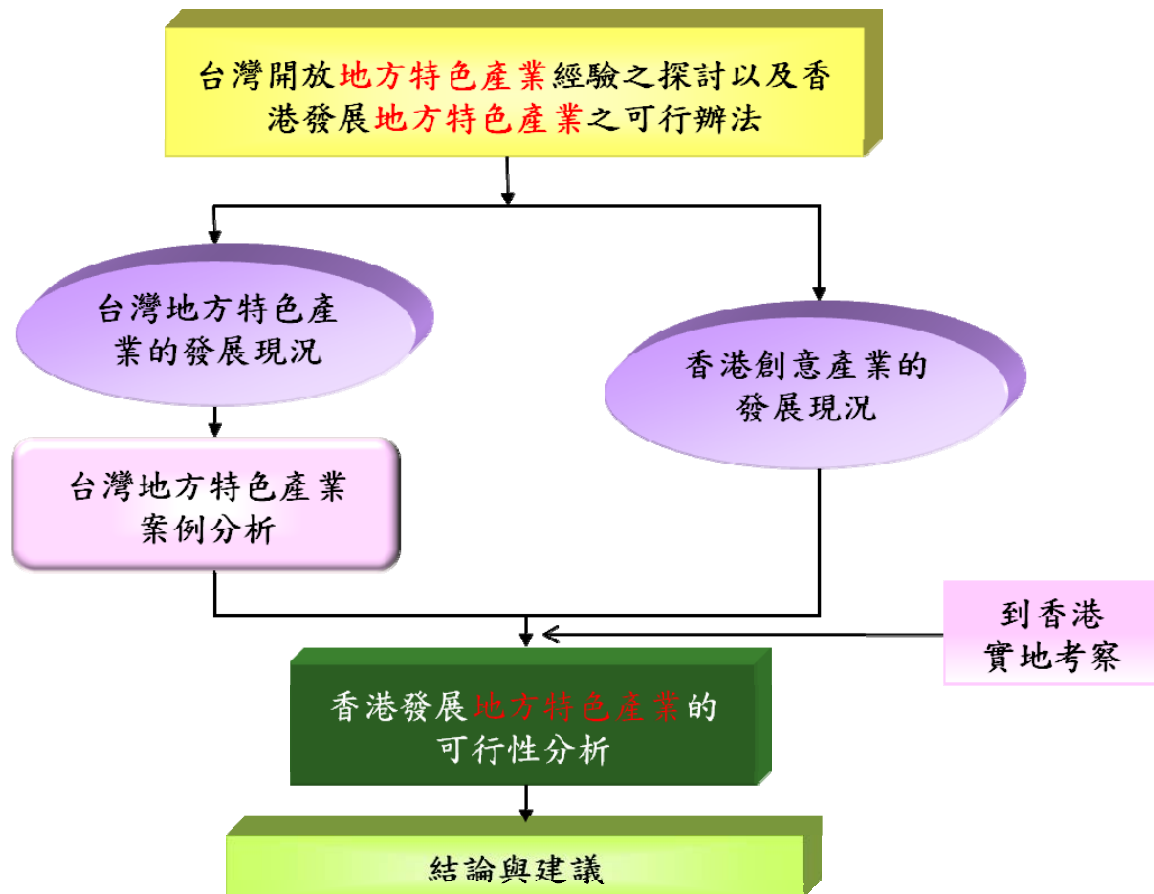 台灣開放地方特色產業經驗之探討以及香
港發展地方特色產業之可行辦法
台灣地方特色產
業的發展現況
香港創意產業的
發展現況
台灣地方特色產業
案例分析
到香港
實地考察
香港發展地方特色產業的
可行性分析
結論與建議